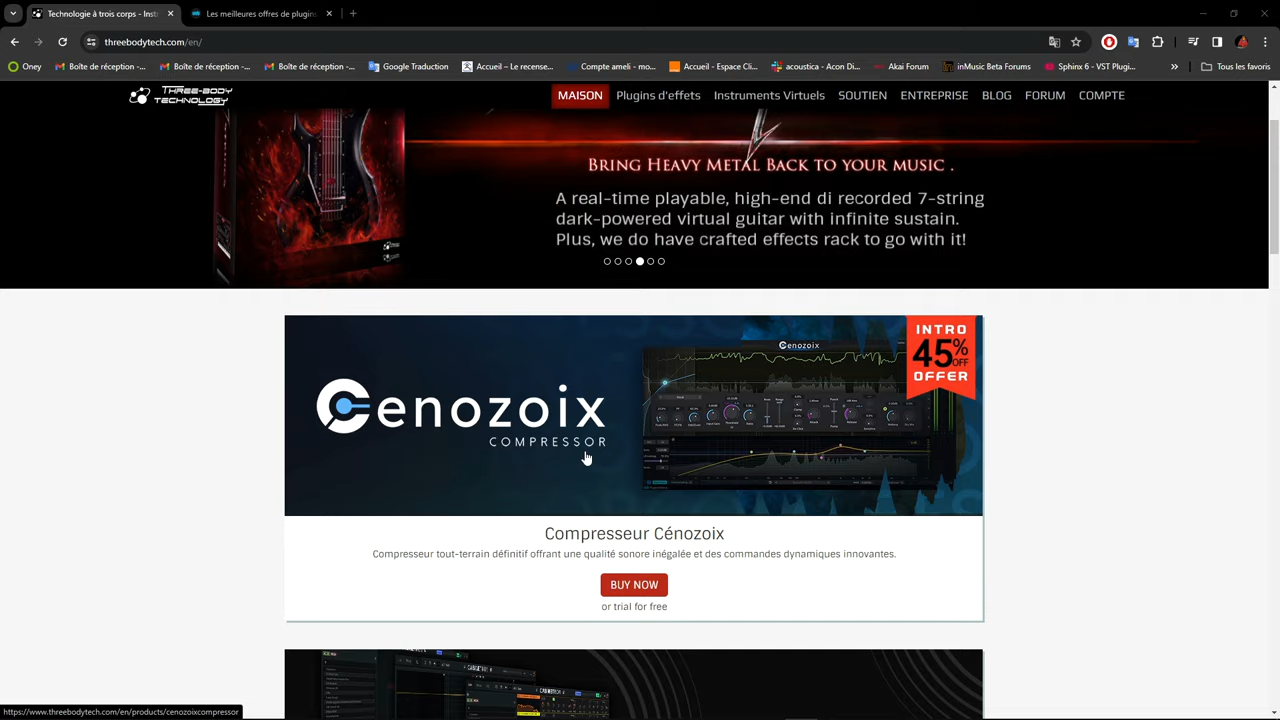 Technologie à trois corps - Inst
Les meilleures offres de plugins
threebodytech.com/en/
Oney
Boîte de réception -...
Boîte de réception -...
Boîte de réception -...
Google Traduction
Accueil – Le recense...
Compte ameli - mo...
Accueil - Espace Cli...
acoustica - Acon Di...
Akai Forum
inMusic Beta Forums
Sphinx 6 - VST Plugi...
Tous les favoris
THREE-BODY
TECHNOLOGY
MAISON
Plugins d'effets
Instruments Virtuels
SOUTIEN
ENTREPRISE
BLOG
FORUM
COMPTE
BRING HEAVY METAL BACK TO YOUR MUSIC .
A real-time playable, high-end di recorded 7-string
dark-powered virtual guitar with infinite sustain.
Plus, we do have crafted effects rack to go with it!
Cenozoix
COMPRESSOR
Cenozoix
INTRO
45% OFF
OFFER
Compresseur Cénozoix
Compresseur tout-terrain définitif offrant une qualité sonore inégalée et des commandes dynamiques innovantes.
BUY NOW
or trial for free
https://www.threebodytech.com/en/products/cenozoixcompressor